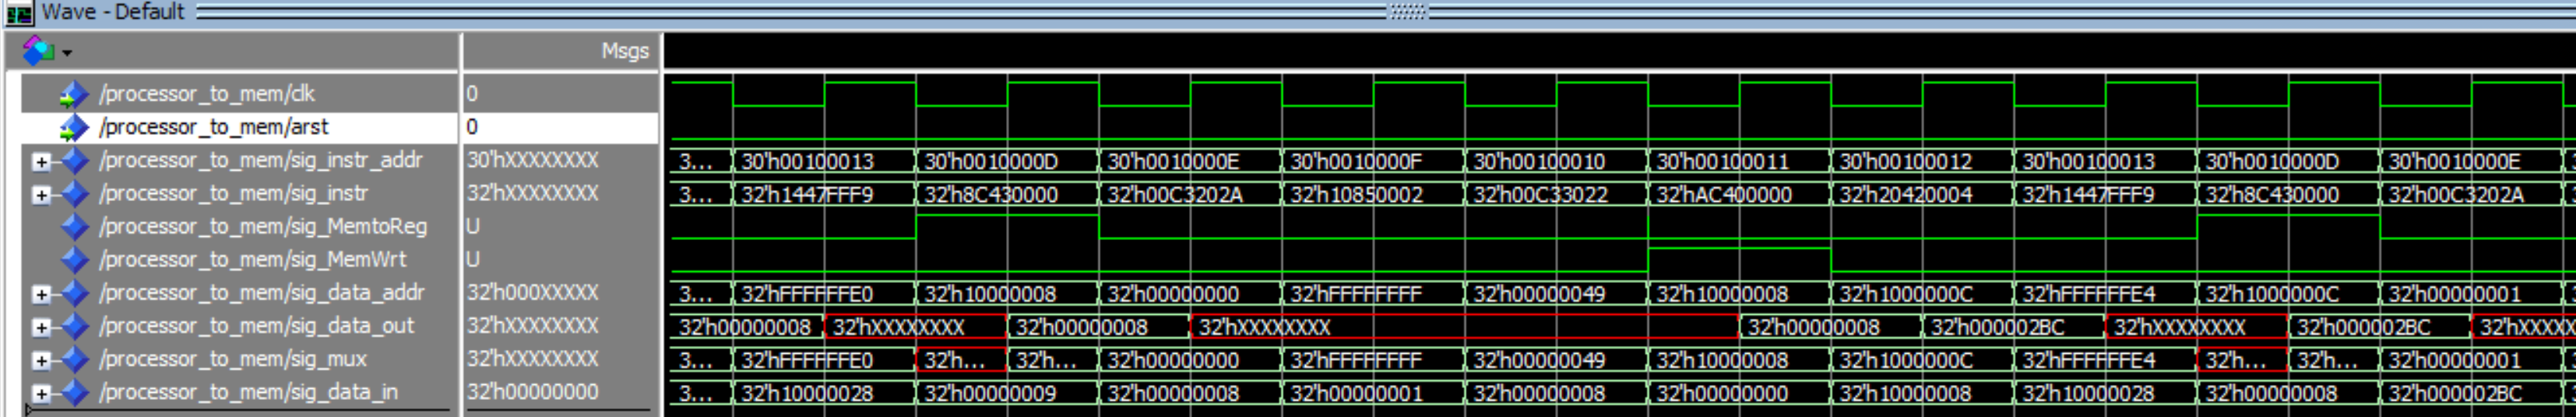 Wave - Default
Msgs
/processor_to_mem/clk 0
/processor_to_mem/arst 0
/processor_to_mem/sig_instr_addr 30'hXXXXXXXX 3... 30'h00100013 30'h0010000D 30'h0010000E 30'h0010000F 30'h00100010 30'h00100011 30'h00100012 30'h00100013 30'h0010000D 30'h0010000E
/processor_to_mem/sig_instr 32'hXXXXXXXX 3... 32'h1447FFF9 32'h8C430000 32'h00C3202A 32'h10850002 32'h00C33022 32'hAC400000 32'h20420004 32'h1447FFF9 32'h8C430000 32'h00C3202A
/processor_to_mem/sig_MemtoReg U
/processor_to_mem/sig_MemWrt U
/processor_to_mem/sig_data_addr 32'h000XXXXX 3... 32'hFFFFFFE0 32'h10000008 32'h00000000 32'hFFFFFFFF 32'h00000049 32'h10000008 32'h1000000C 32'hFFFFFFE4 32'h1000000C 32'h00000001
/processor_to_mem/sig_data_out 32'hXXXXXXXX 32'h00000008 32'hXXXXXXXX 32'h00000008 32'hXXXXXXXX 32'h00000008 32'h000002BC 32'hXXXXXXXX 32'h000002BC 32'hXXXXX
/processor_to_mem/sig_mux 32'hXXXXXXXX 3... 32'hFFFFFFE0 32'h... 32'h... 32'h00000000 32'hFFFFFFFF 32'h00000049 32'h10000008 32'h1000000C 32'hFFFFFFE4 32'h... 32'h... 32'h00000001
/processor_to_mem/sig_data_in 32'h00000000 3... 32'h10000028 32'h00000009 32'h00000008 32'h00000001 32'h00000008 32'h00000000 32'h10000008 32'h10000028 32'h00000008 32'h000002BC